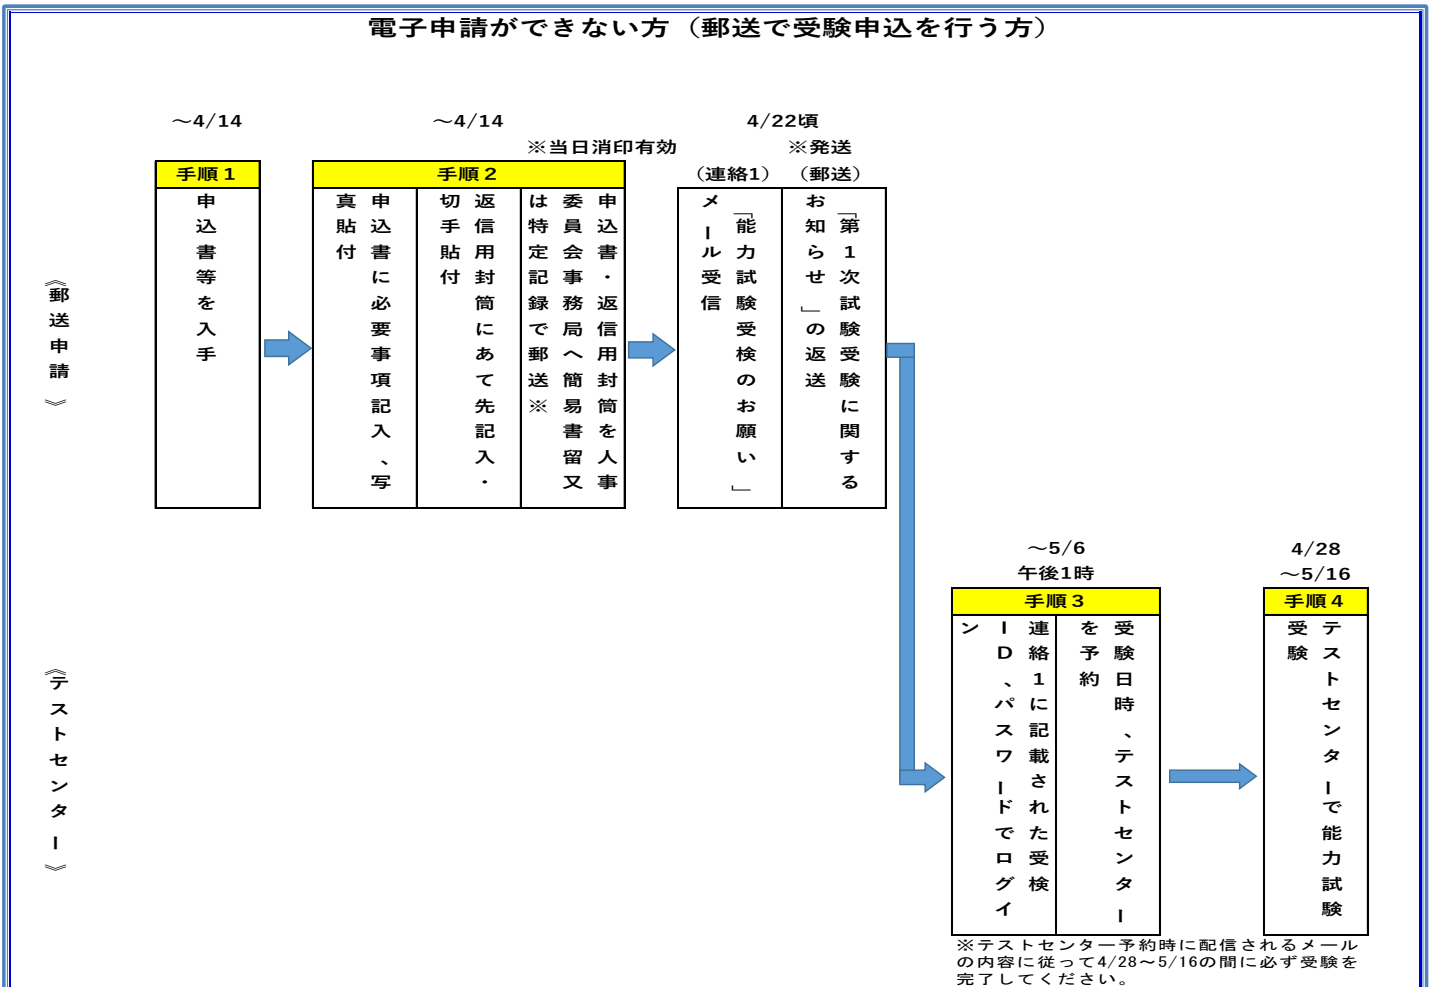 電子申請ができない方（郵送で受験申込を行う方）
～4/14
～4/14
4/22頃
※当日消印有効
※発送
手順１
手順２
（連絡1）
（郵送）
《郵送申請》
申込書等を入手
申込書に必要事項記入、写
真貼付
返信用封筒にあて先記入・
切手貼付
申込書・返信用封筒を人事
委員会事務局へ簡易書留又
は特定記録で郵送※
「能力試験受検のお願い」
メール受信
「第１次試験受験に関する
お知らせ」の返送
《テストセンター》
～5/6
午後1時
4/28
～5/16
手順３
手順４
連絡１に記載された受検
ＩＤ、パスワードでログイ
ン
受験日時、テストセンター
を予約
テストセンターで能力試験
受験
※テストセンター予約時に配信されるメール
の内容に従って4/28～5/16の間に必ず受験を
完了してください。